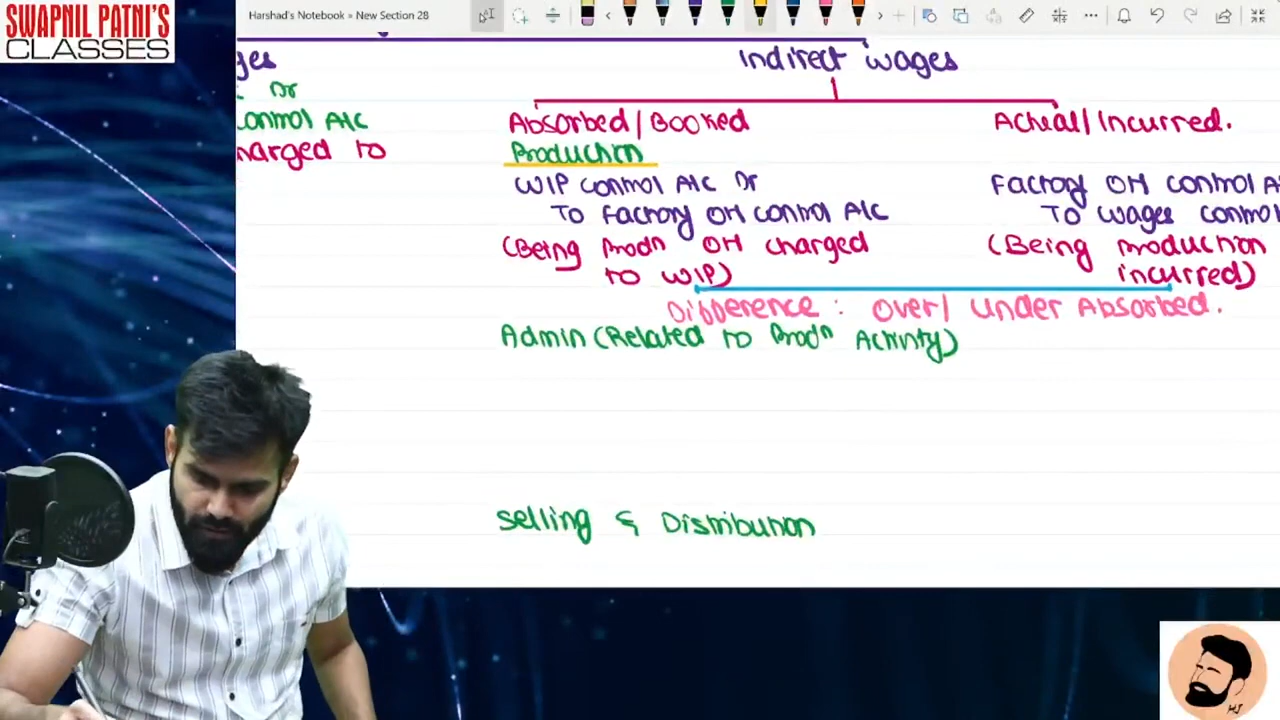 SWAPNIL PATNI'S
CLASSES
Harshad's Notebook » New Section 28
ges
Dr
control A/c
harged to
Indirect wages
Absorbed/Booked
Production
WIP control A/c Dr
To Factory OH control A/c
(Being Prodn OH charged
to WIP)
Actual/Incurred.
Factory OH control A
To wages control
(Being Production
incurred)
Difference : over/ under Absorbed.
Admin (Related to Prodn Activity)
Selling & Distribution
HJ